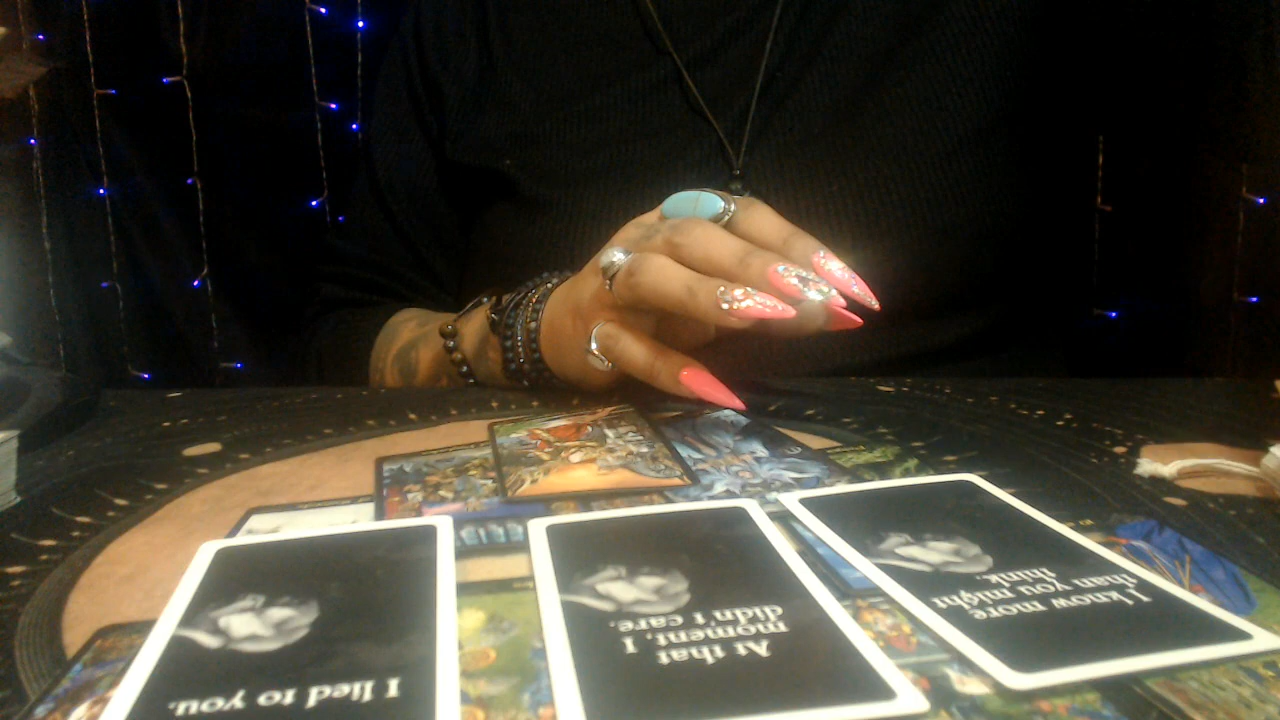 I lied to you.
At that
moment, I
didn't care.
I know more
than you might
think.